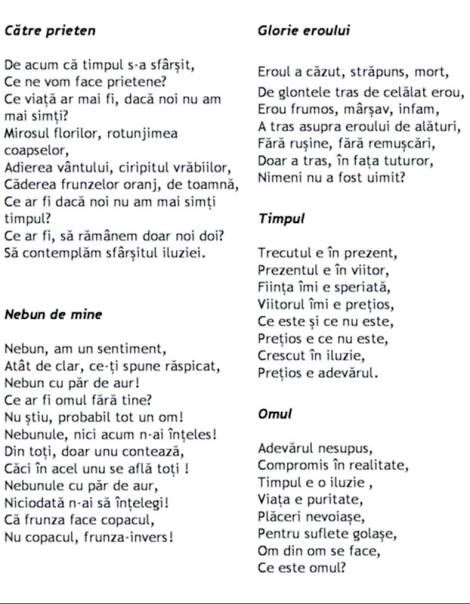 Către prieten
De acum că timpul s-a sfârșit,
Ce ne vom face prietene?
Ce viață ar mai fi, dacă noi nu am
mai simți?
Mirosul florilor, rotunjimea
coapselor,
Adierea vântului, ciripitul vrăbiilor,
Căderea frunzelor oranj, de toamnă,
Ce ar fi dacă noi nu am mai simți
timpul?
Ce ar fi, să rămânem doar noi doi?
Să contemplăm sfârșitul iluziei.
Nebun de mine
Nebun, am un sentiment,
Atât de clar, ce-ți spune răspicat,
Nebun cu păr de aur!
Ce ar fi omul fără tine?
Nu știu, probabil tot un om!
Nebunule, nici acum n-ai înțeles!
Din toți, doar unu contează,
Căci în acel unu se află toți !
Nebunule cu păr de aur,
Niciodată n-ai să înțelegi!
Că frunza face copacul,
Nu copacul, frunza-invers!
Glorie eroului
Eroul a căzut, străpuns, mort,
De glontele tras de celălat erou,
Erou frumos, mârșav, infam,
A tras asupra eroului de alături,
Fără rușine, fără remușcări,
Doar a tras, în fața tuturor,
Nimeni nu a fost uimit?
Timpul
Trecutul e în prezent,
Prezentul e în viitor,
Ființa îmi e speriată,
Viitorul îmi e prețios,
Ce este și ce nu este,
Prețios e ce nu este,
Crescut în iluzie,
Prețios e adevărul.
Omul
Adevărul nesupus,
Compromis în realitate,
Timpul e o iluzie ,
Viața e puritate,
Plăceri nevoiașe,
Pentru suflete golașe,
Om din om se face,
Ce este omul?